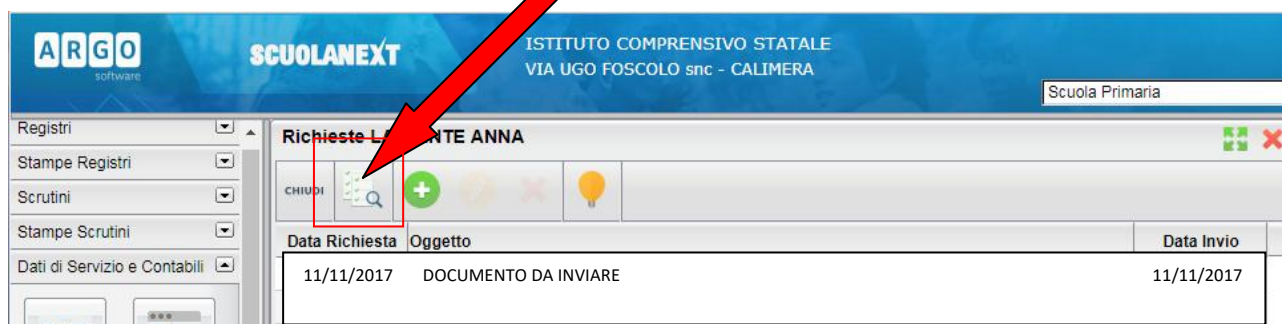 ARGO
software
SCUOLANEXT
ISTITUTO COMPRENSIVO STATALE
VIA UGO FOSCOLO snc - CALIMERA
Scuola Primaria
Registri
Stampe Registri
Scrutini
Stampe Scrutini
Dati di Servizio e Contabili
Richieste ANNA
CHIUDI
Data Richiesta Oggetto Data Invio
11/11/2017 DOCUMENTO DA INVIARE 11/11/2017